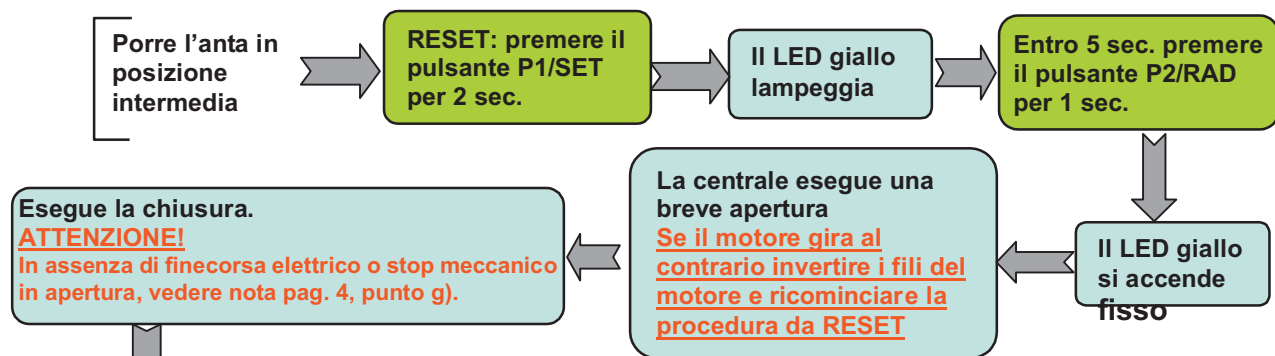 Porre l'anta in
posizione
intermedia
RESET: premere il
pulsante P1/SET
per 2 sec.
Il LED giallo
lampeggia
Entro 5 sec. premere
il pulsante P2/RAD
per 1 sec.
Il LED giallo
si accende
fisso
La centrale esegue una
breve apertura
Se il motore gira al
contrario invertire i fili del
motore e ricominciare la
procedura da RESET
Esegue la chiusura.
ATTENZIONE!
In assenza di finecorsa elettrico o stop meccanico
in apertura, vedere nota pag. 4, punto g).